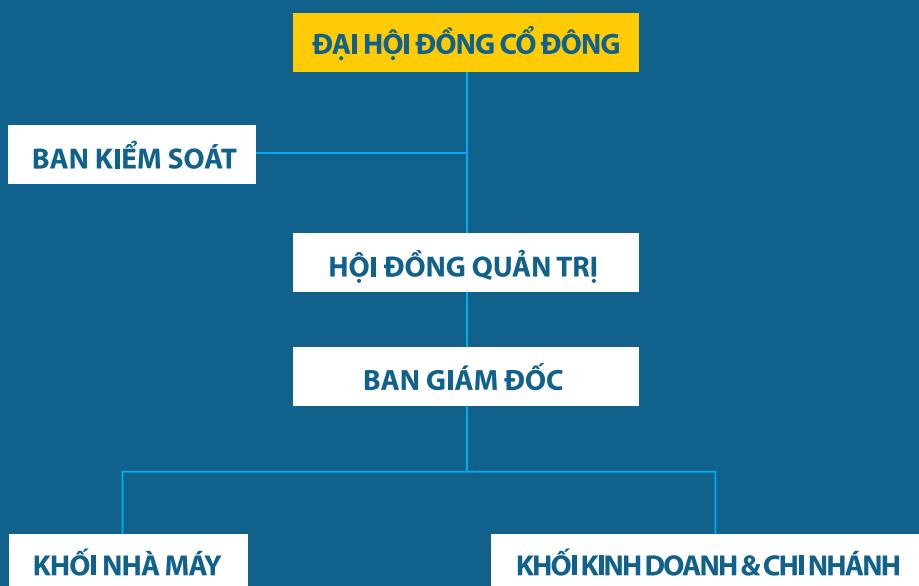 ĐẠI HỘI ĐỒNG CỔ ĐÔNG
BAN KIỂM SOÁT
HỘI ĐỒNG QUẢN TRỊ
BAN GIÁM ĐỐC
KHỐI NHÀ MÁY
KHỐI KINH DOANH & CHI NHÁNH